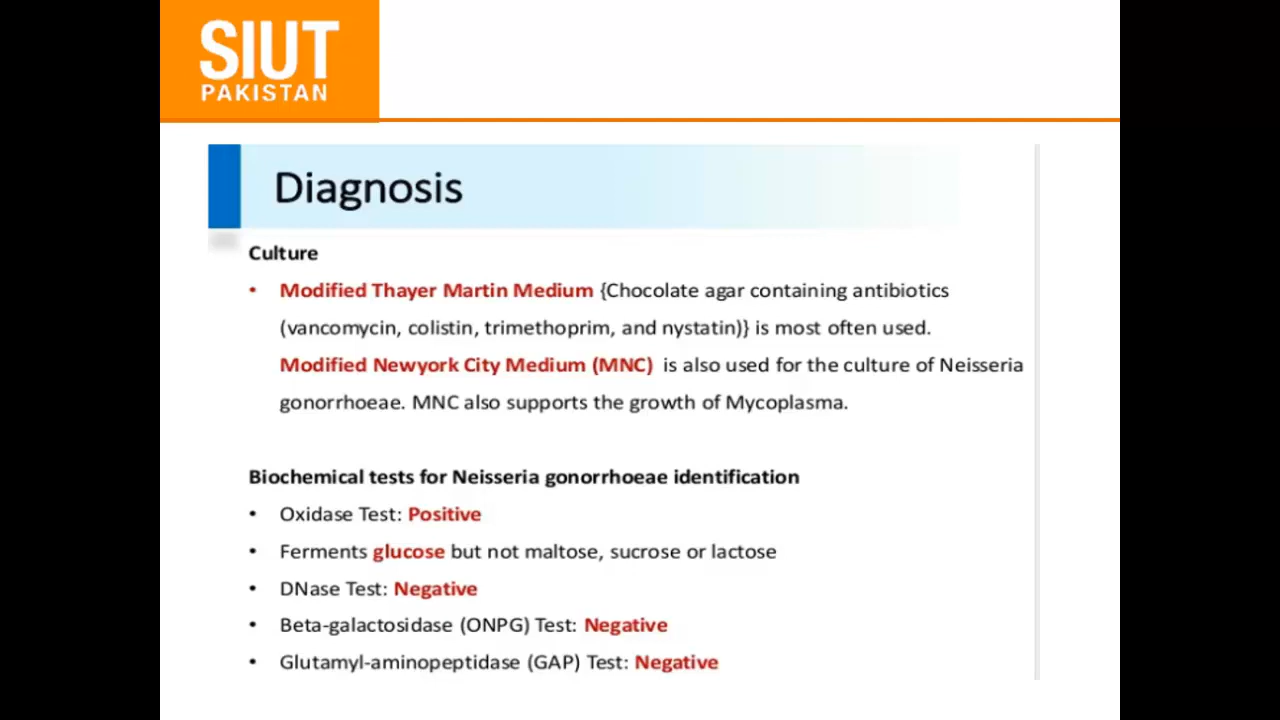 SIUT
PAKISTAN
Diagnosis
Culture
• Modified Thayer Martin Medium {Chocolate agar containing antibiotics
(vancomycin, colistin, trimethoprim, and nystatin)} is most often used.
Modified Newyork City Medium (MNC) is also used for the culture of Neisseria
gonorrhoeae. MNC also supports the growth of Mycoplasma.
Biochemical tests for Neisseria gonorrhoeae identification
• Oxidase Test: Positive
• Ferments glucose but not maltose, sucrose or lactose
• DNase Test: Negative
• Beta-galactosidase (ONPG) Test: Negative
• Glutamyl-aminopeptidase (GAP) Test: Negative